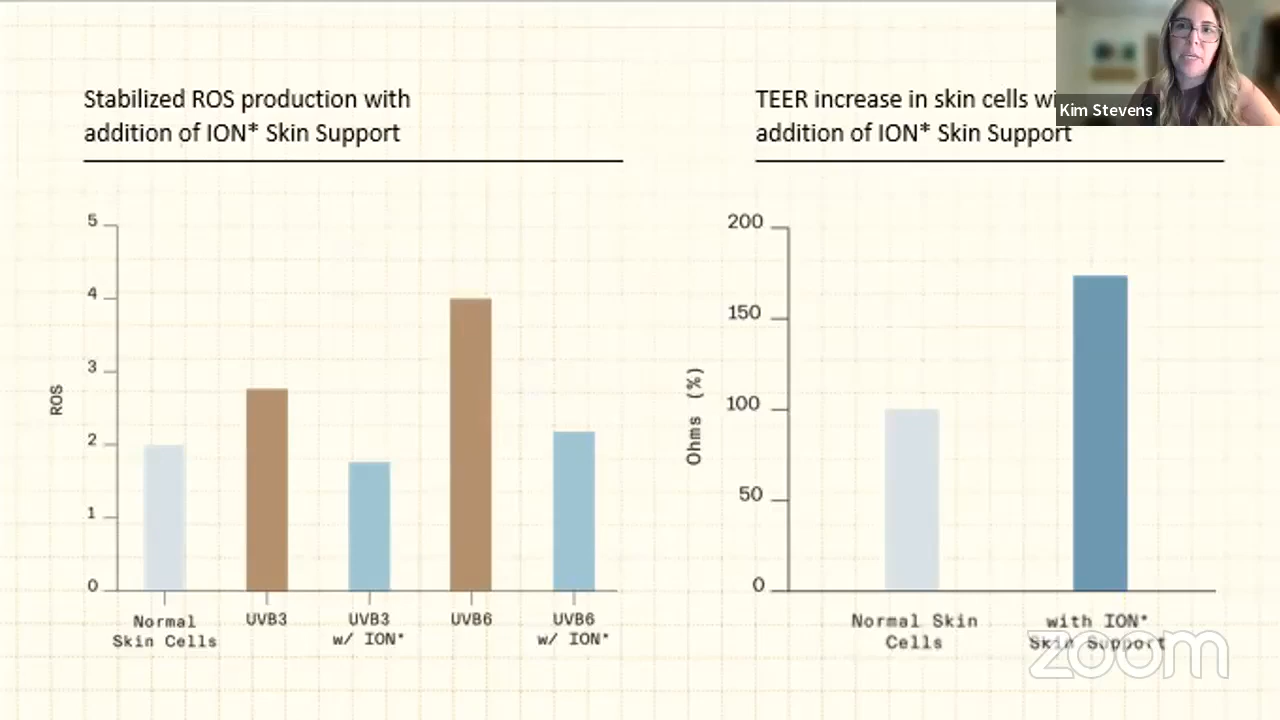 Stabilized ROS production with
addition of ION* Skin Support
5
4
3
2
1
0
ROS
Normal
Skin Cells
UVB3
UVB3
w/ ION*
UVB6
UVB6
w/ ION*
TEER increase in skin cells
addition of ION* Skin Support
200
150
100
50
0
Ohms (%)
Normal Skin
Cells
with ION*
Skin Support
Kim Stevens
zoom